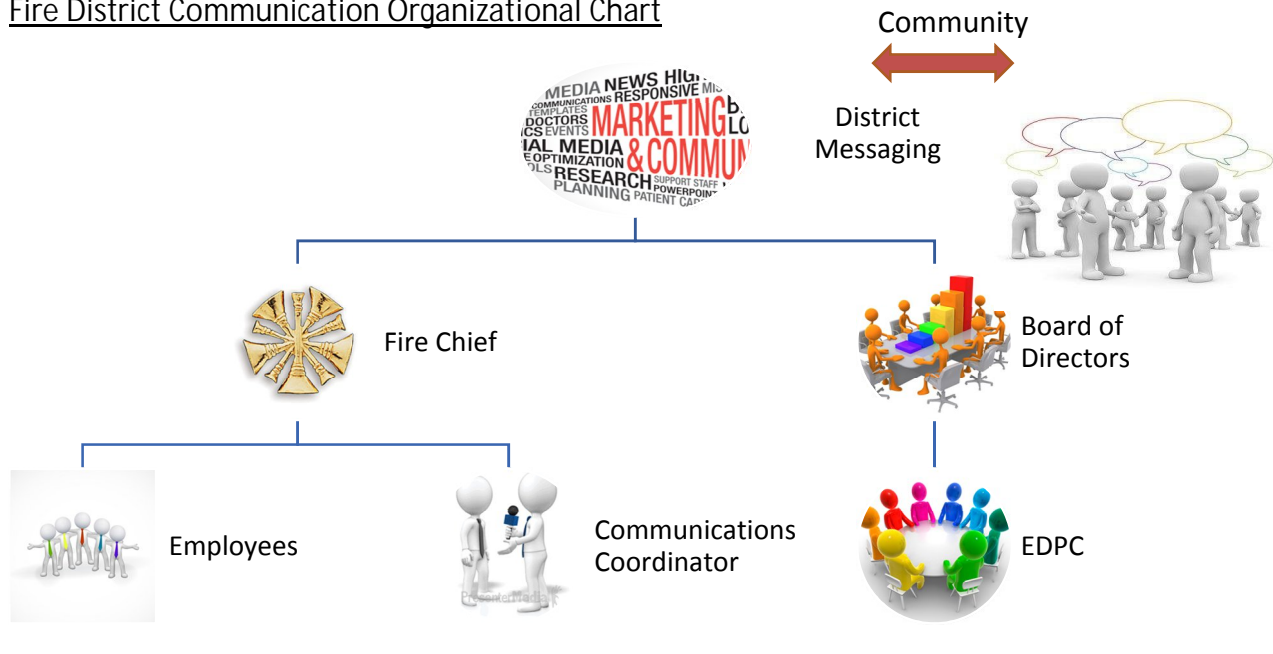 Fire District Communication Organizational Chart
Community
MEDIA NEWS
COMMUNICATIONS RESPONSIVE
TEMPLATES
DOCTORS
EVENTS
MARKETING
MEDIA & COMMUN
OPTIMIZATION
RESEARCH SUPPORT STAFF
PLANNING POWERPOINT
PATIENT
District
Messaging
Fire Chief
Board of
Directors
Employees
Communications
Coordinator
EDPC
PresenterMedia